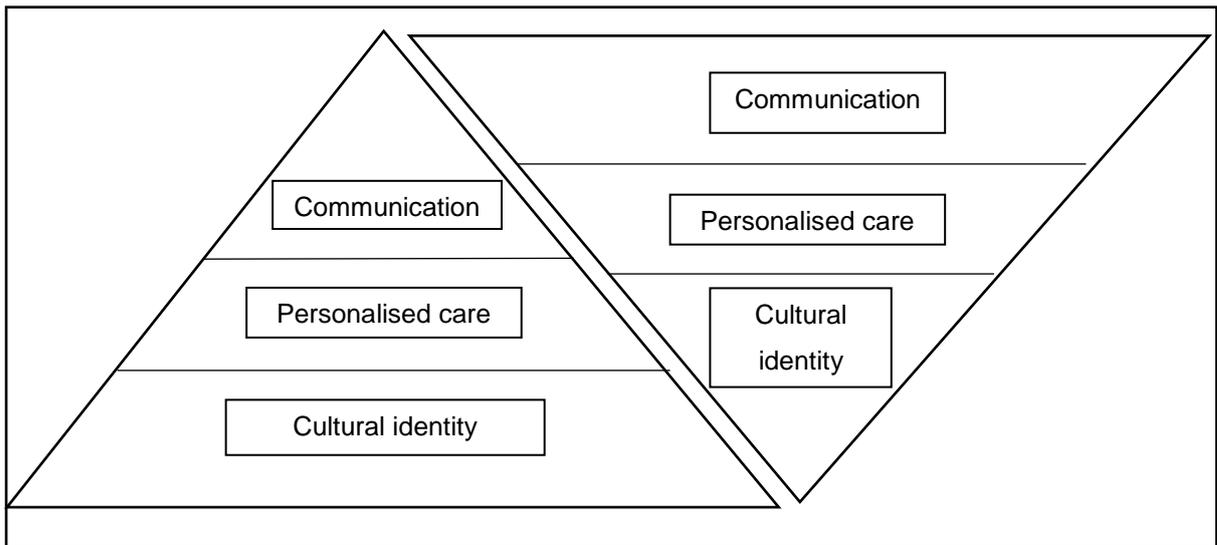 Communication
Personalised care
Cultural identity
Communication
Personalised care
Cultural
identity